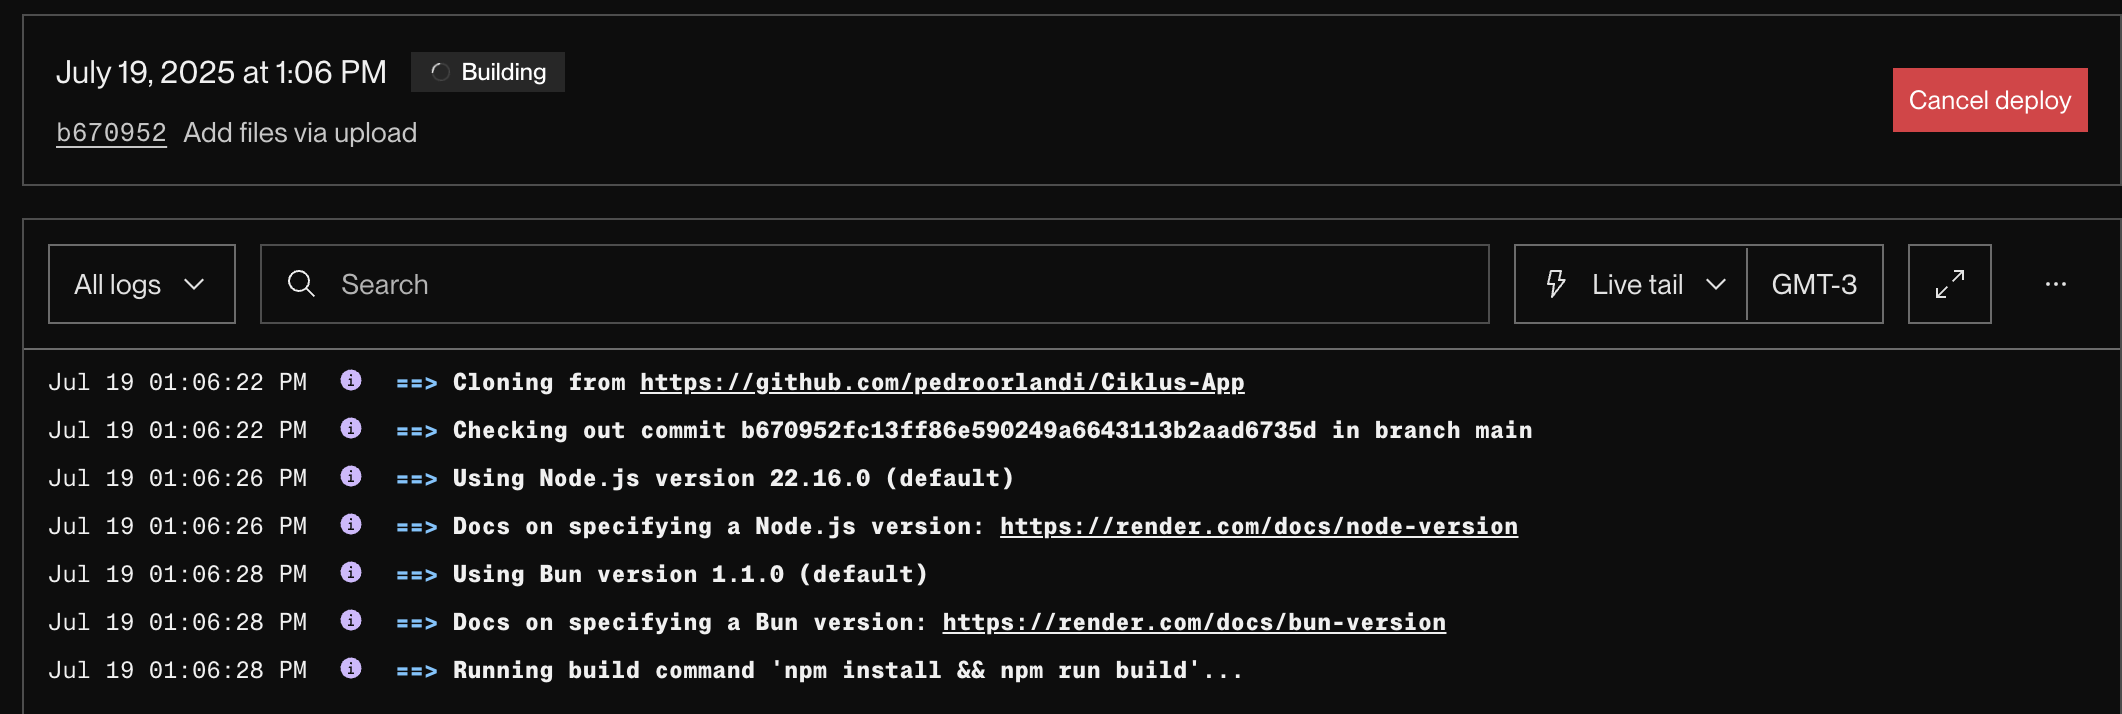 July 19, 2025 at 1:06 PM Building
Cancel deploy
b670952 Add files via upload
All logs Search Live tail GMT-3
Jul 19 01:06:22 PM ==> Cloning from https://github.com/pedroorlandi/Ciklus-App
Jul 19 01:06:22 PM ==> Checking out commit b670952fc13ff86e590249a6643113b2aad6735d in branch main
Jul 19 01:06:26 PM ==> Using Node.js version 22.16.0 (default)
Jul 19 01:06:26 PM ==> Docs on specifying a Node.js version: https://render.com/docs/node-version
Jul 19 01:06:28 PM ==> Using Bun version 1.1.0 (default)
Jul 19 01:06:28 PM ==> Docs on specifying a Bun version: https://render.com/docs/bun-version
Jul 19 01:06:28 PM ==> Running build command 'npm install && npm run build'...